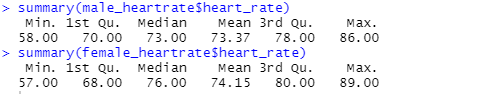 > summary(male_heartrate$heart_rate)
Min. 1st Qu. Median Mean 3rd Qu. Max.
58.00 70.00 73.00 73.37 78.00 86.00
> summary(female_heartrate$heart_rate)
Min. 1st Qu. Median Mean 3rd Qu. Max.
57.00 68.00 76.00 74.15 80.00 89.00